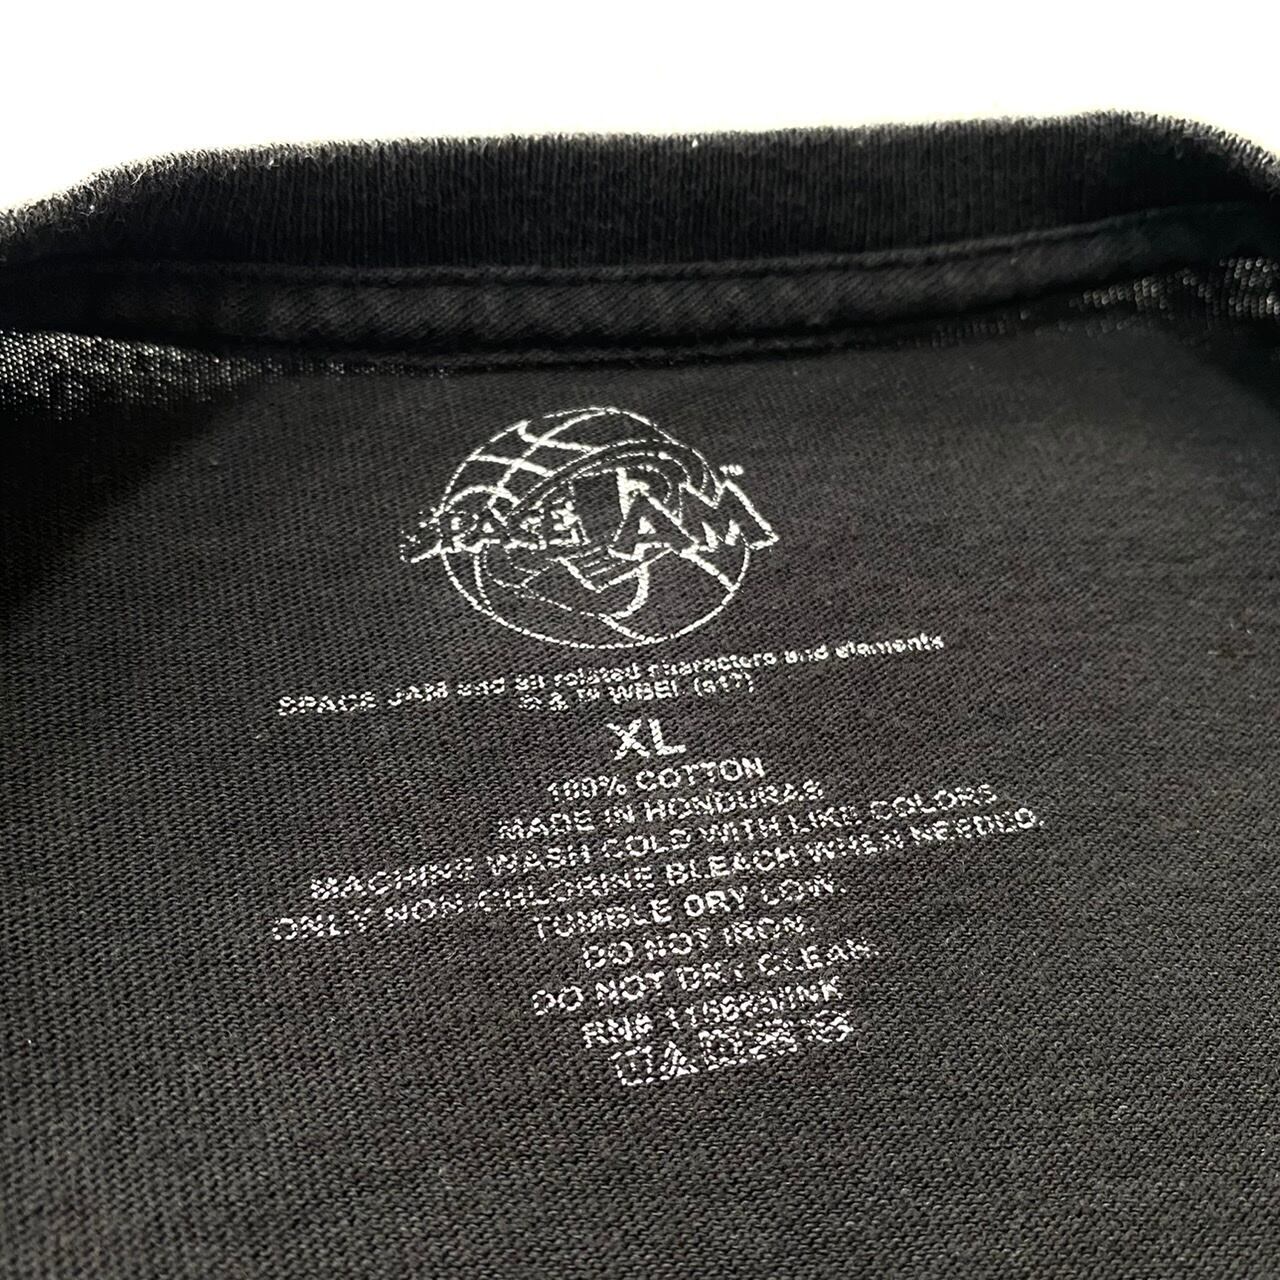 SPACE JAM ™
SPACE JAM and all related characters and elements
© & ™ WBEI (s17)
XL
100% COTTON
MADE IN HONDURAS
MACHINE WASH COLD WITH LIKE COLORS
ONLY NON-CHLORINE BLEACH WHEN NEEDED.
TUMBLE DRY LOW.
DO NOT IRON.
DO NOT DRY CLEAN.
RN#